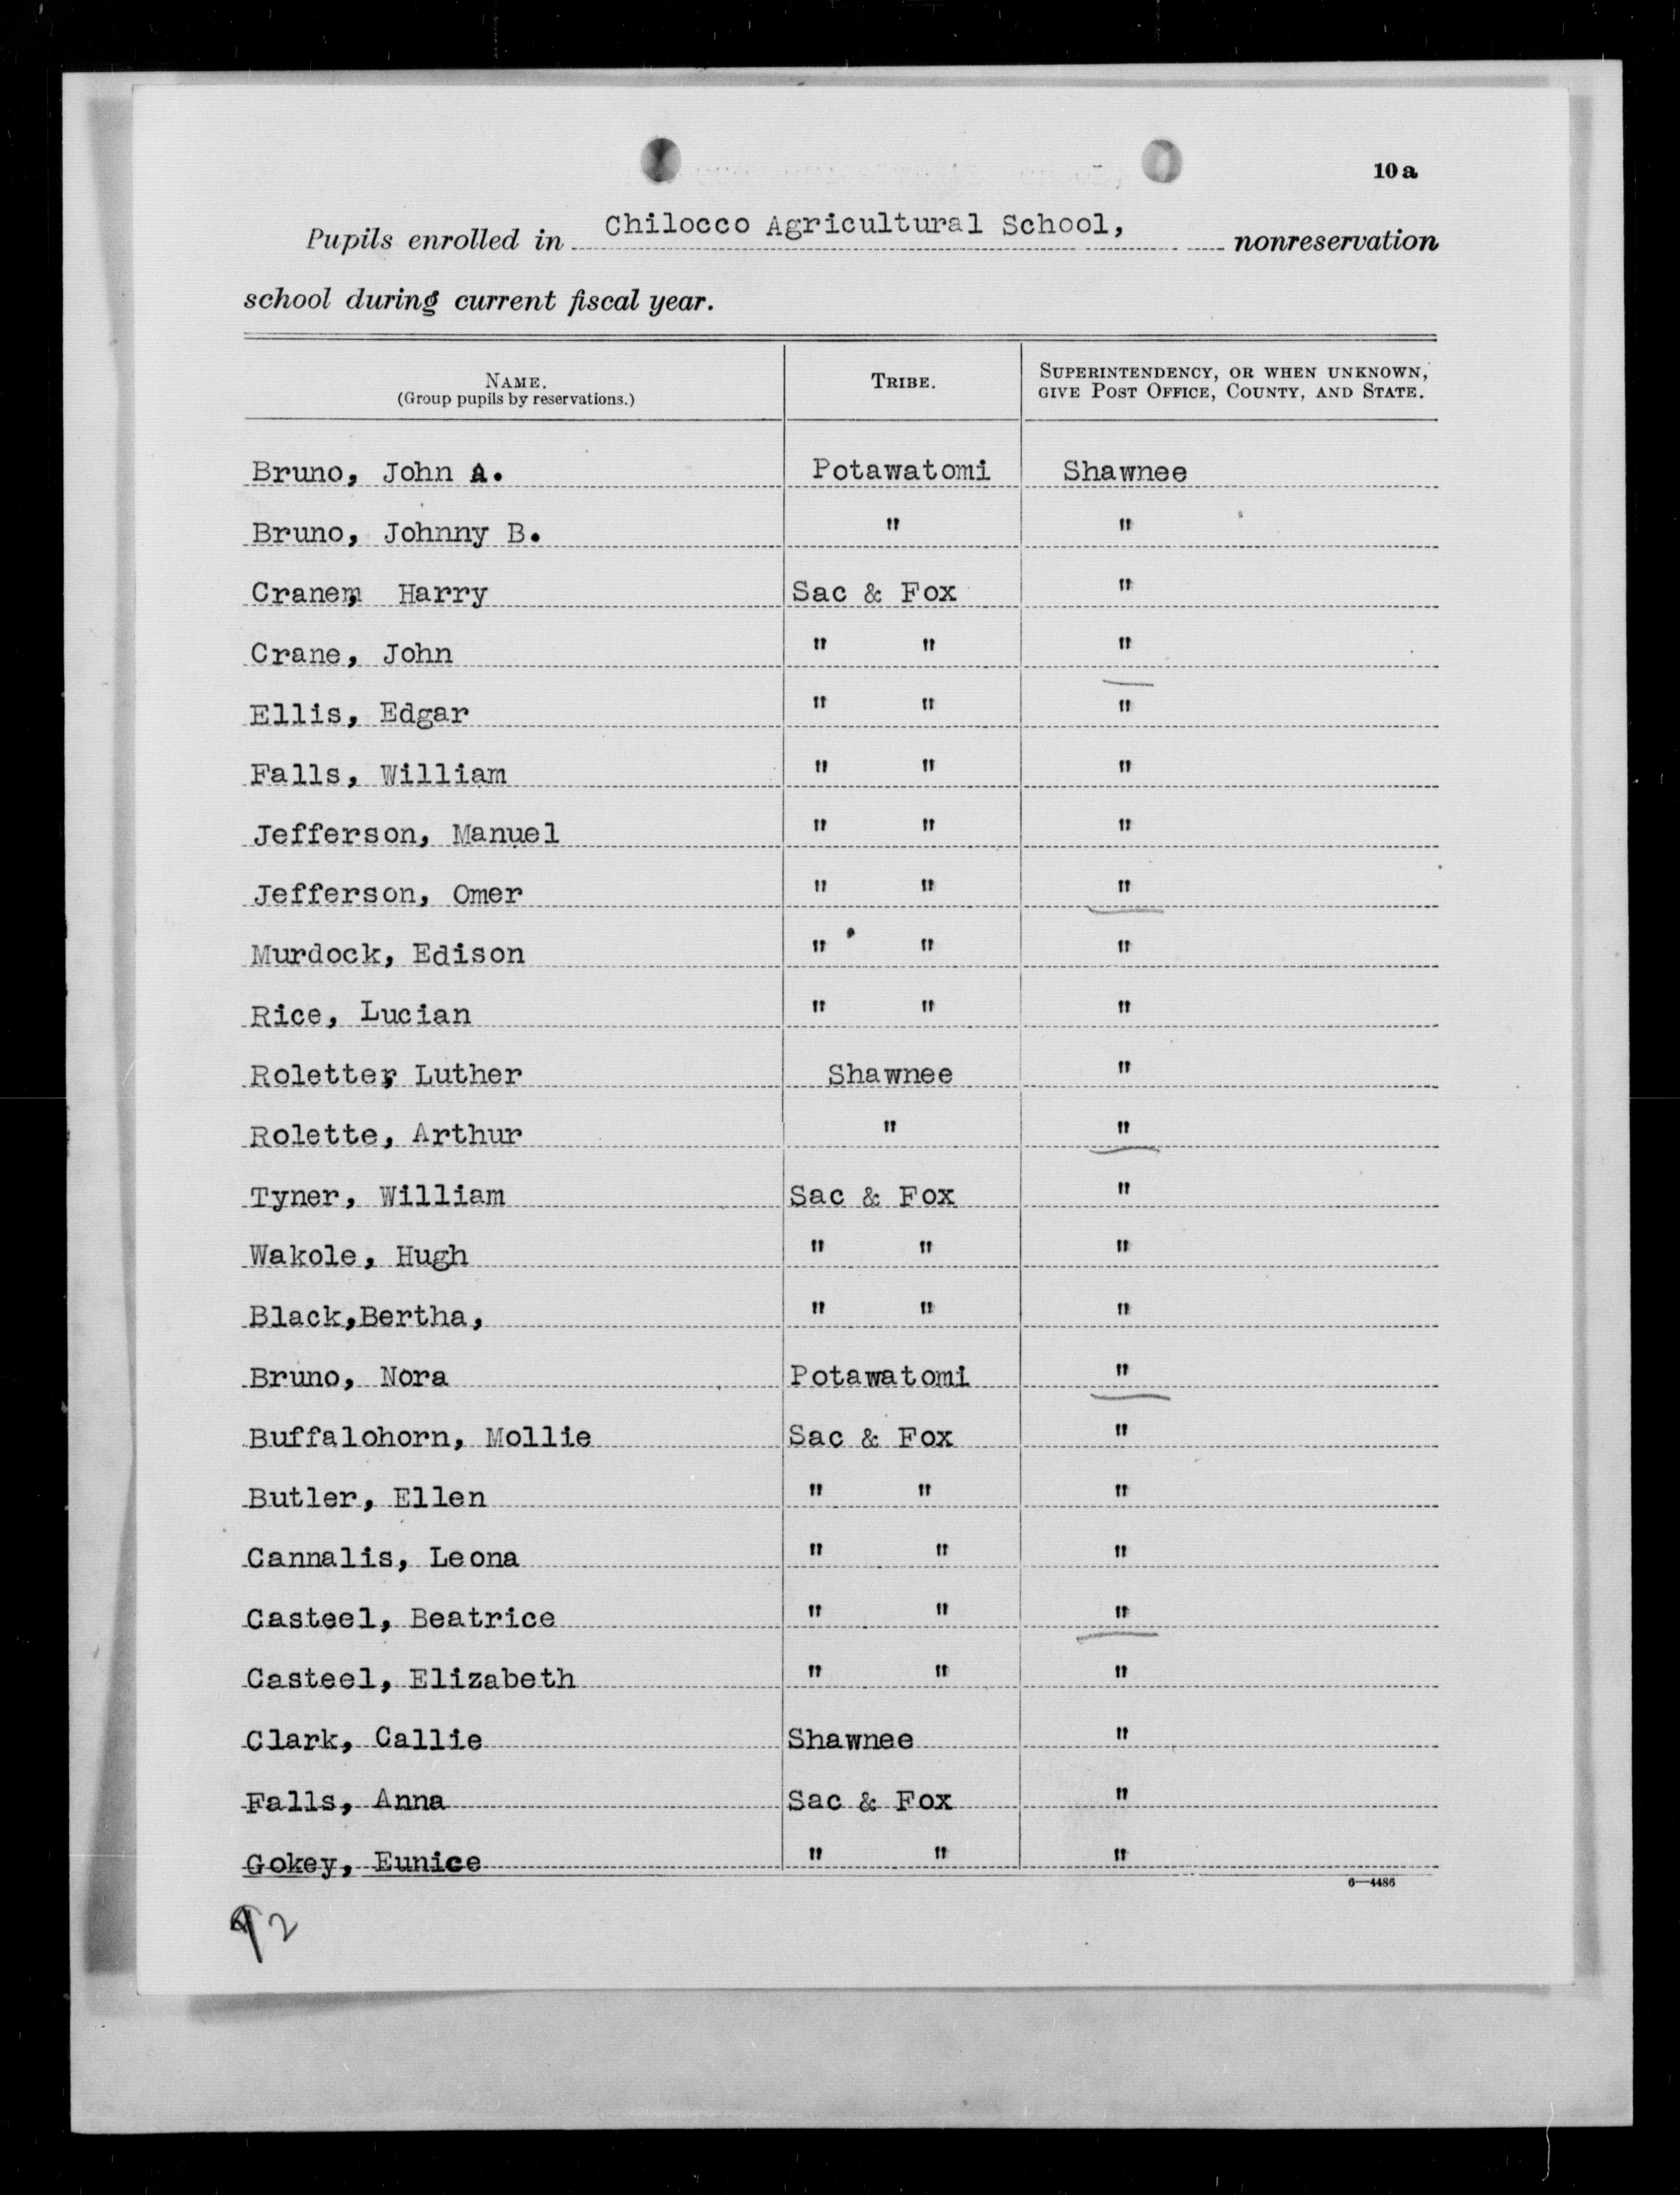 10a
Pupils enrolled in Chilocco Agricultural School, nonreservation
school during current fiscal year.
NAME. TRIBE. SUPERINTENDENCY, OR WHEN UNKNOWN,
(Group pupils by reservations.) GIVE POST OFFICE, COUNTY, AND STATE.
Bruno, John A. Potawatomi Shawnee
Bruno, Johnny B. " "
Cranem, Harry Sac & Fox "
Crane, John " " "
Ellis, Edgar " " "
Falls, William " " "
Jefferson, Manuel " " "
Jefferson, Omer " " "
Murdock, Edison " " "
Rice, Lucian " " "
Roletter, Luther Shawnee "
Rolette, Arthur " "
Tyner, William Sac & Fox "
Wakole, Hugh " " "
Black,Bertha, " " "
Bruno, Nora Potawatomi "
Buffalohorn, Mollie Sac & Fox "
Butler, Ellen " " "
Cannalis, Leona " " "
Casteel, Beatrice " " "
Casteel, Elizabeth " " "
Clark, Callie Shawnee "
Falls, Anna Sac & Fox "
Gokey, Eunice " " "
6—4486
92